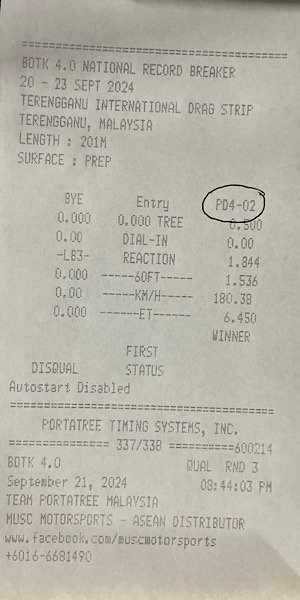 ================================
BOTK 4.0 NATIONAL RECORD BREAKER
20 - 23 SEPT 2024
TERENGGANU INTERNATIONAL DRAG STRIP
TERENGGANU, MALAYSIA
LENGTH : 201M
SURFACE : PREP
BYE Entry PD4-02
0.000 0.000 TREE 0.500
0.00 DIAL-IN 0.00
-LB3- REACTION 1.844
0.000 -----60FT----- 1.536
0.00 -----KM/H----- 180.38
0.000 ------ET------ 6.450
WINNER
FIRST
DISQUAL STATUS
Autostart Disabled
================================
PORTATREE TIMING SYSTEMS, INC.
=============== 337/338 ==========600214
BOTK 4.0 QUAL RND 3
September 21, 2024 08:44:03 PM
TEAM PORTATREE MALAYSIA
MUSC MOTORSPORTS - ASEAN DISTRIBUTOR
www.facebook.com/muscmotorsports
+6016-6681490